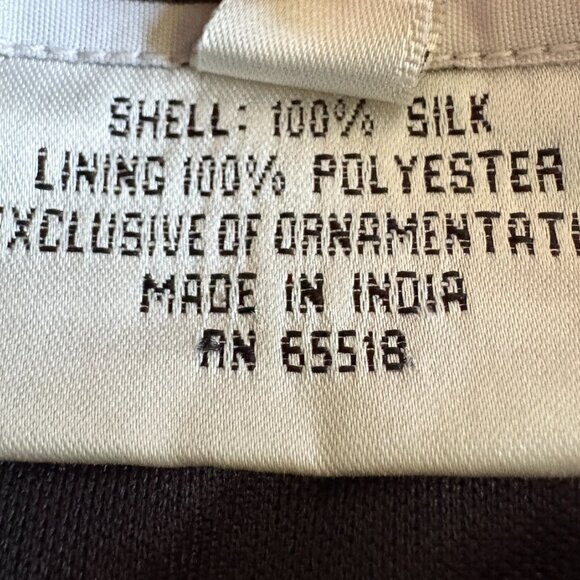 SHELL: 100% SILK
LINING 100% POLYESTER
EXCLUSIVE OF ORNAMENTATI
MADE IN INDIA
RN 65518